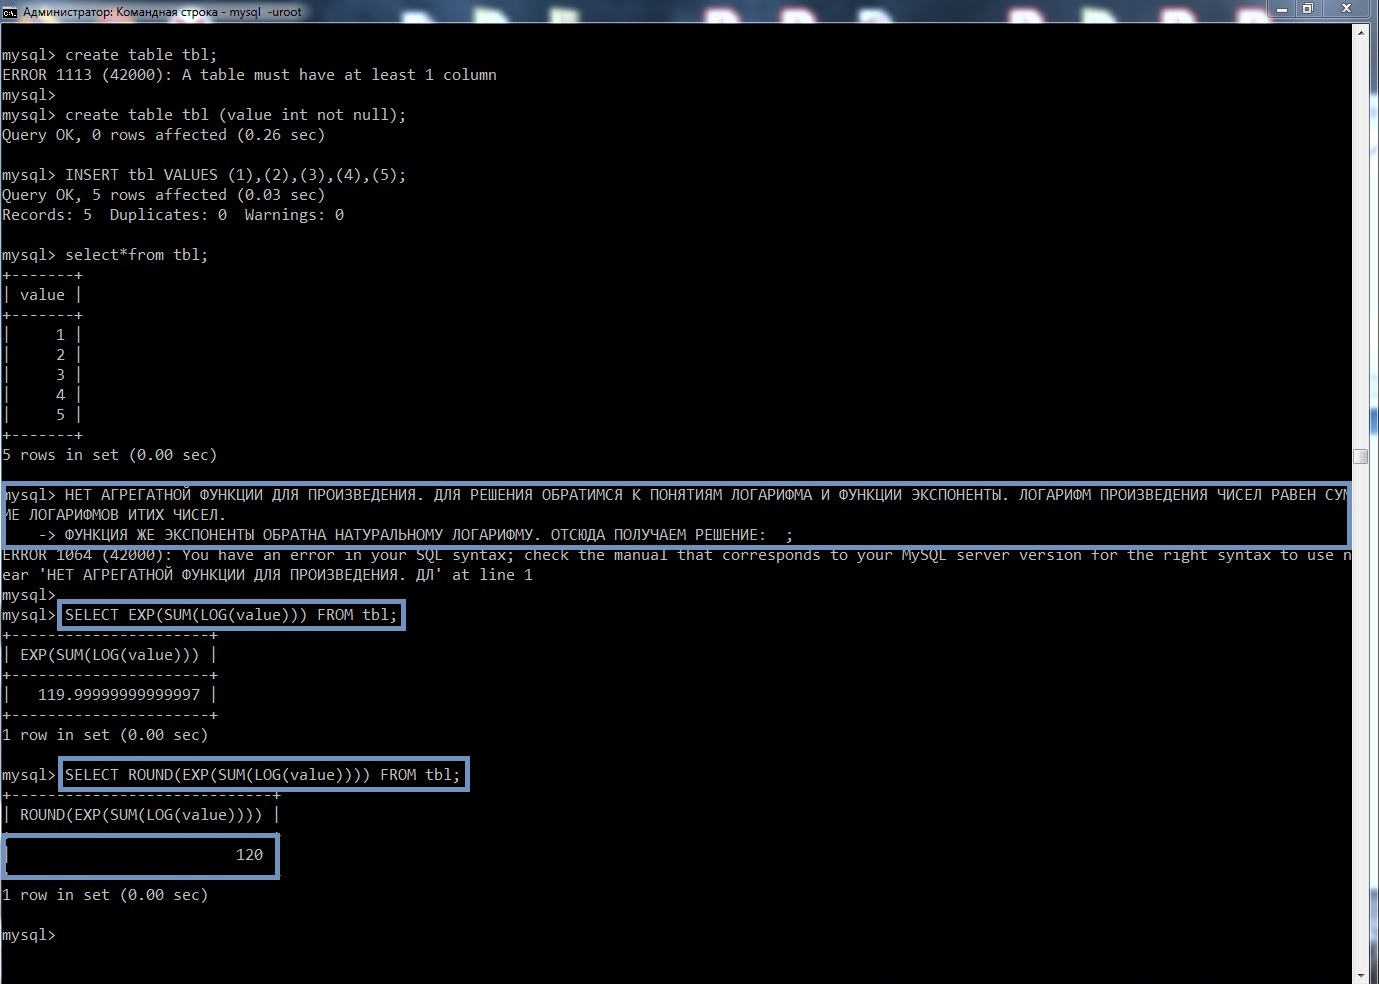 Администратор: Командная строка - mysql -uroot
mysql> create table tbl;
ERROR 1113 (42000): A table must have at least 1 column
mysql>
mysql> create table tbl (value int not null);
Query OK, 0 rows affected (0.26 sec)
mysql> INSERT tbl VALUES (1),(2),(3),(4),(5);
Query OK, 5 rows affected (0.03 sec)
Records: 5  Duplicates: 0  Warnings: 0
mysql> select*from tbl;
+-------+
| value |
+-------+
|     1 |
|     2 |
|     3 |
|     4 |
|     5 |
+-------+
5 rows in set (0.00 sec)
mysql> НЕТ АГРЕГАТНОЙ ФУНКЦИИ ДЛЯ ПРОИЗВЕДЕНИЯ. ДЛЯ РЕШЕНИЯ ОБРАТИМСЯ К ПОНЯТИЯМ ЛОГАРИФМА И ФУНКЦИИ ЭКСПОНЕНТЫ. ЛОГАРИФМ ПРОИЗВЕДЕНИЯ ЧИСЕЛ РАВЕН СУМ
МЕ ЛОГАРИФМОВ ИТИХ ЧИСЕЛ.
    -> ФУНКЦИЯ ЖЕ ЭКСПОНЕНТЫ ОБРАТНА НАТУРАЛЬНОМУ ЛОГАРИФМУ. ОТСЮДА ПОЛУЧАЕМ РЕШЕНИЕ:  ;
ERROR 1064 (42000): You have an error in your SQL syntax; check the manual that corresponds to your MySQL server version for the right syntax to use n
ear 'НЕТ АГРЕГАТНОЙ ФУНКЦИИ ДЛЯ ПРОИЗВЕДЕНИЯ. ДЛ' at line 1
mysql>
mysql> SELECT EXP(SUM(LOG(value))) FROM tbl;
+----------------------+
| EXP(SUM(LOG(value))) |
+----------------------+
|   119.99999999999997 |
+----------------------+
1 row in set (0.00 sec)
mysql> SELECT ROUND(EXP(SUM(LOG(value)))) FROM tbl;
+-----------------------------+
| ROUND(EXP(SUM(LOG(value)))) |
|                         120
1 row in set (0.00 sec)
mysql>